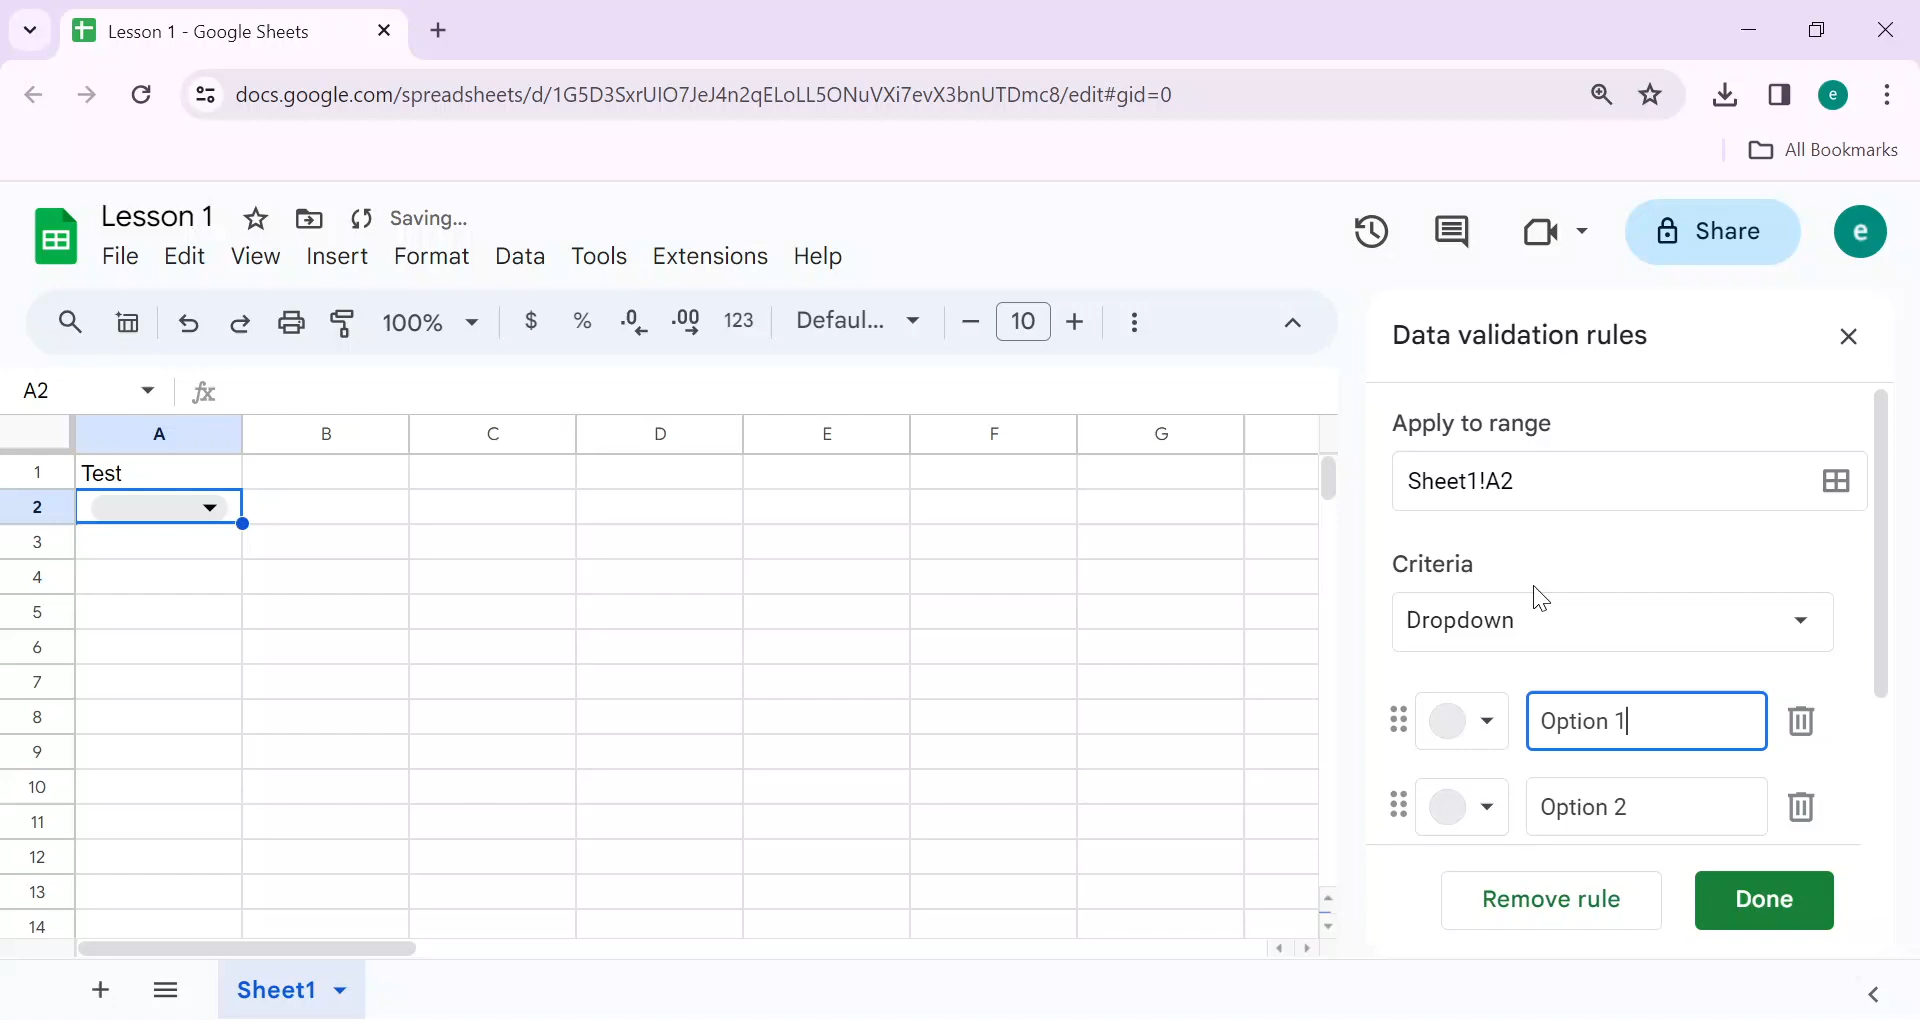 Lesson 1 - Google Sheets
docs.google.com/spreadsheets/d/1G5D3SxrUIO7JeJ4n2qELoLL5ONuVXi7evX3bnUTDmc8/edit#gid=0
e
All Bookmarks
Lesson 1
Saving...
File Edit View Insert Format Data Tools Extensions Help
Share
e
100%
$
%
.0
.00
123
Defaul...
10
A2
fx
A B C D E F G
1 Test
2
3
4
5
6
7
8
9
10
11
12
13
14
Data validation rules
Apply to range
Sheet1!A2
Criteria
Dropdown
Option 1
Option 2
Remove rule
Done
Sheet1